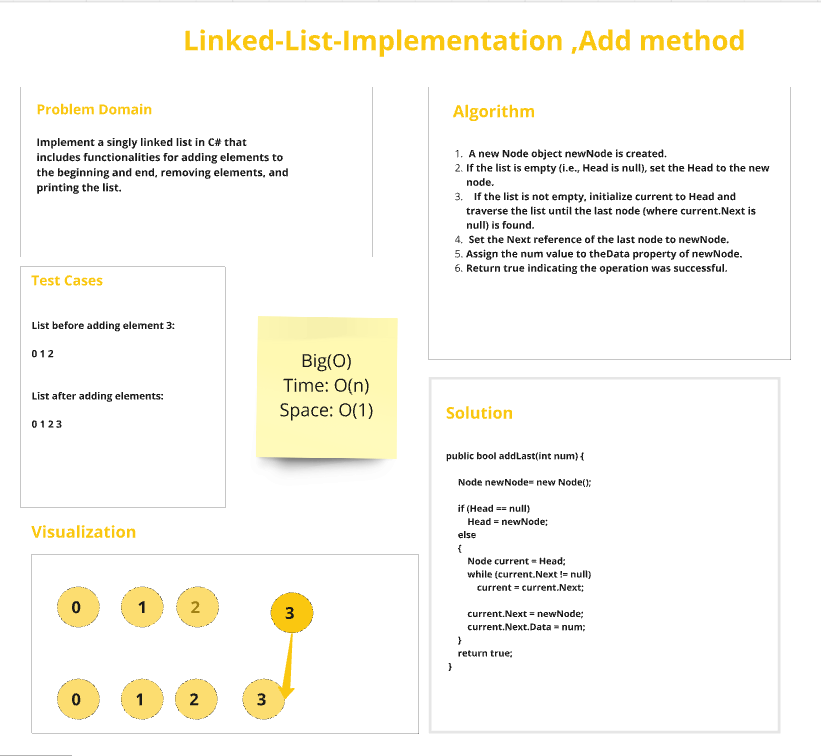 Linked-List-Implementation ,Add method
Problem Domain
Implement a singly linked list in C# that
includes functionalities for adding elements to
the beginning and end, removing elements, and
printing the list.
Algorithm
1. A new Node object newNode is created.
2. If the list is empty (i.e., Head is null), set the Head to the new
node.
3. If the list is not empty, initialize current to Head and
traverse the list until the last node (where current.Next is
null) is found.
4. Set the Next reference of the last node to newNode.
5. Assign the num value to theData property of newNode.
6. Return true indicating the operation was successful.
Test Cases
List before adding element 3:
0 1 2
List after adding elements:
0 1 2 3
Big(O)
Time: O(n)
Space: O(1)
Solution
public bool addLast(int num) {
Node newNode= new Node();
if (Head == null)
Head = newNode;
else
{
Node current = Head;
while (current.Next != null)
current = current.Next;
current.Next = newNode;
current.Next.Data = num;
}
return true;
}
Visualization
0 1 2 3
0 1 2 3